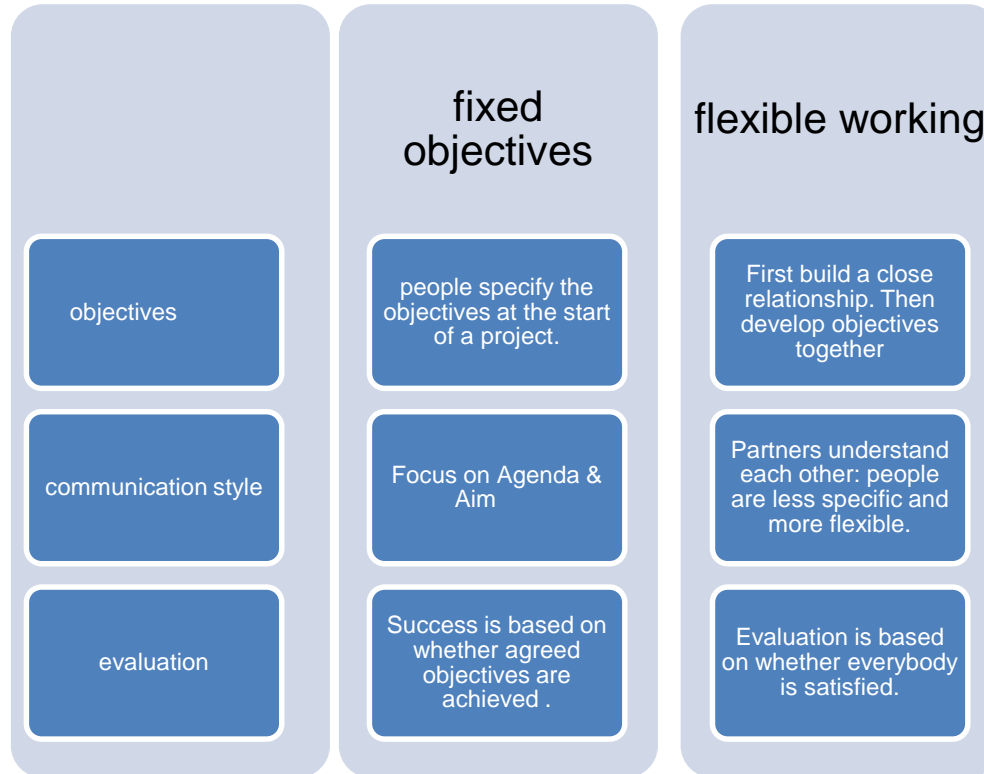 fixed
objectives
flexible working
objectives
people specify the
objectives at the start
of a project.
First build a close
relationship. Then
develop objectives
together
communication style
Focus on Agenda &
Aim
Partners understand
each other: people
are less specific and
more flexible.
evaluation
Success is based on
whether agreed
objectives are
achieved .
Evaluation is based
on whether everybody
is satisfied.